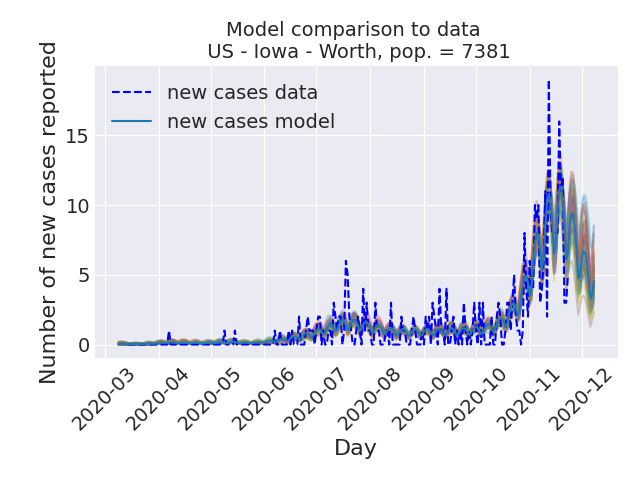 Model comparison to data
US - Iowa - Worth, pop. = 7381
new cases data
new cases model
Number of new cases reported
15
10
5
0
2020-03
2020-04
2020-05
2020-06
2020-07
2020-08
2020-09
2020-10
2020-11
2020-12
Day